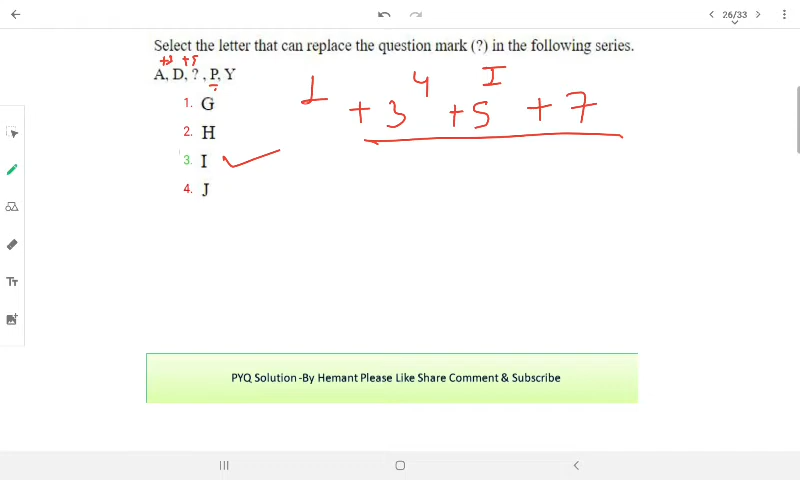 26/33
Select the letter that can replace the question mark (?) in the following series.
+3 +5
A, D, ? , P, Y
1. G
2. H
3. I
4. J
1 4 I
+3 +5 +7
Tт
PYQ Solution -By Hemant Please Like Share Comment & Subscribe